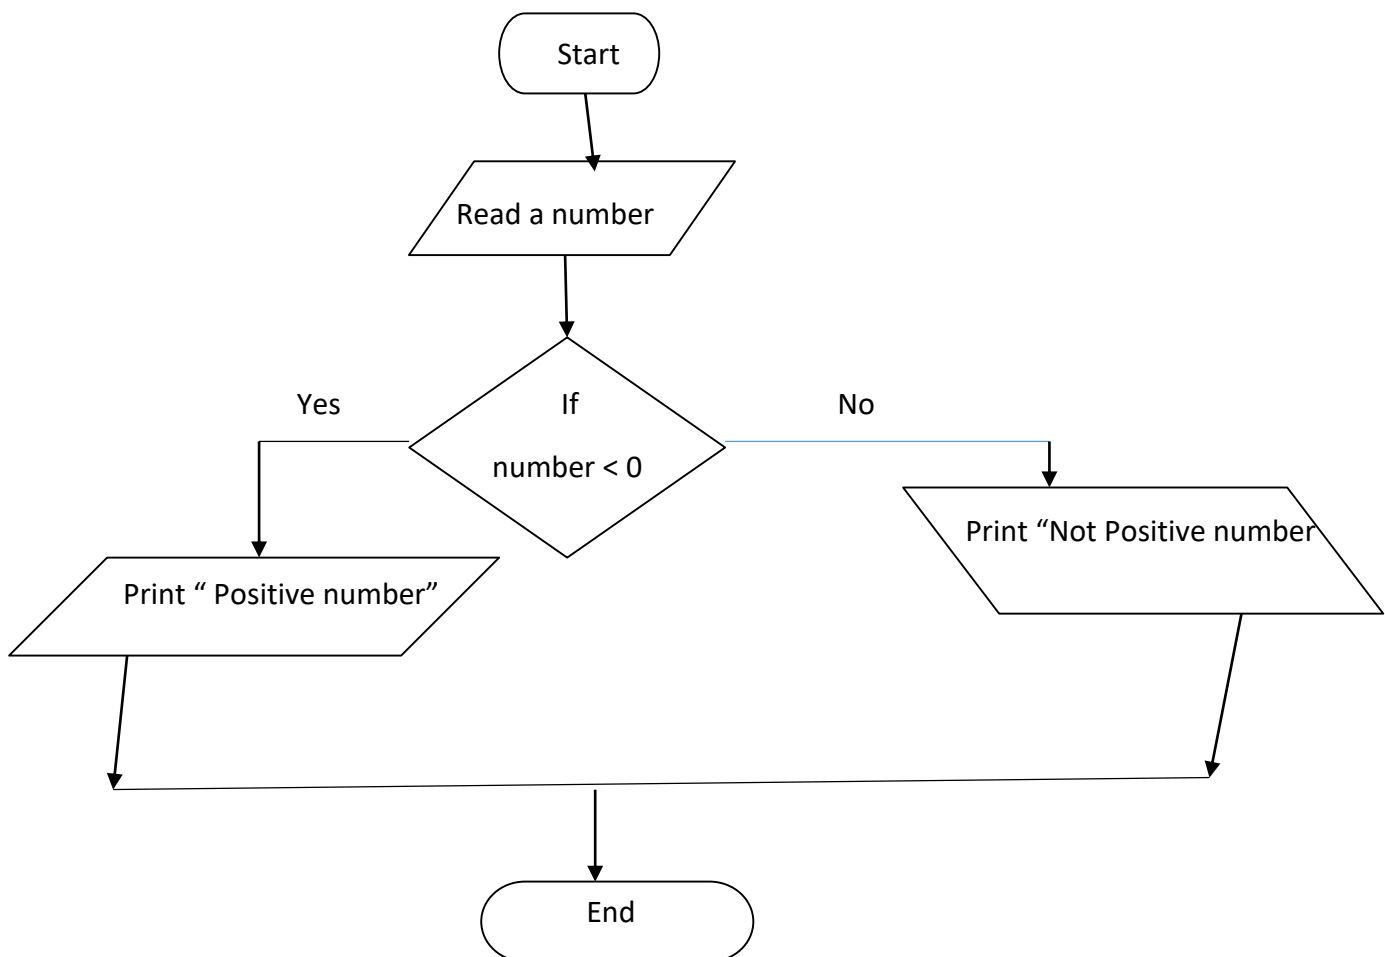 Start
Read a number
Yes
If
No
number < 0
Print “Not Positive number
Print “ Positive number”
End